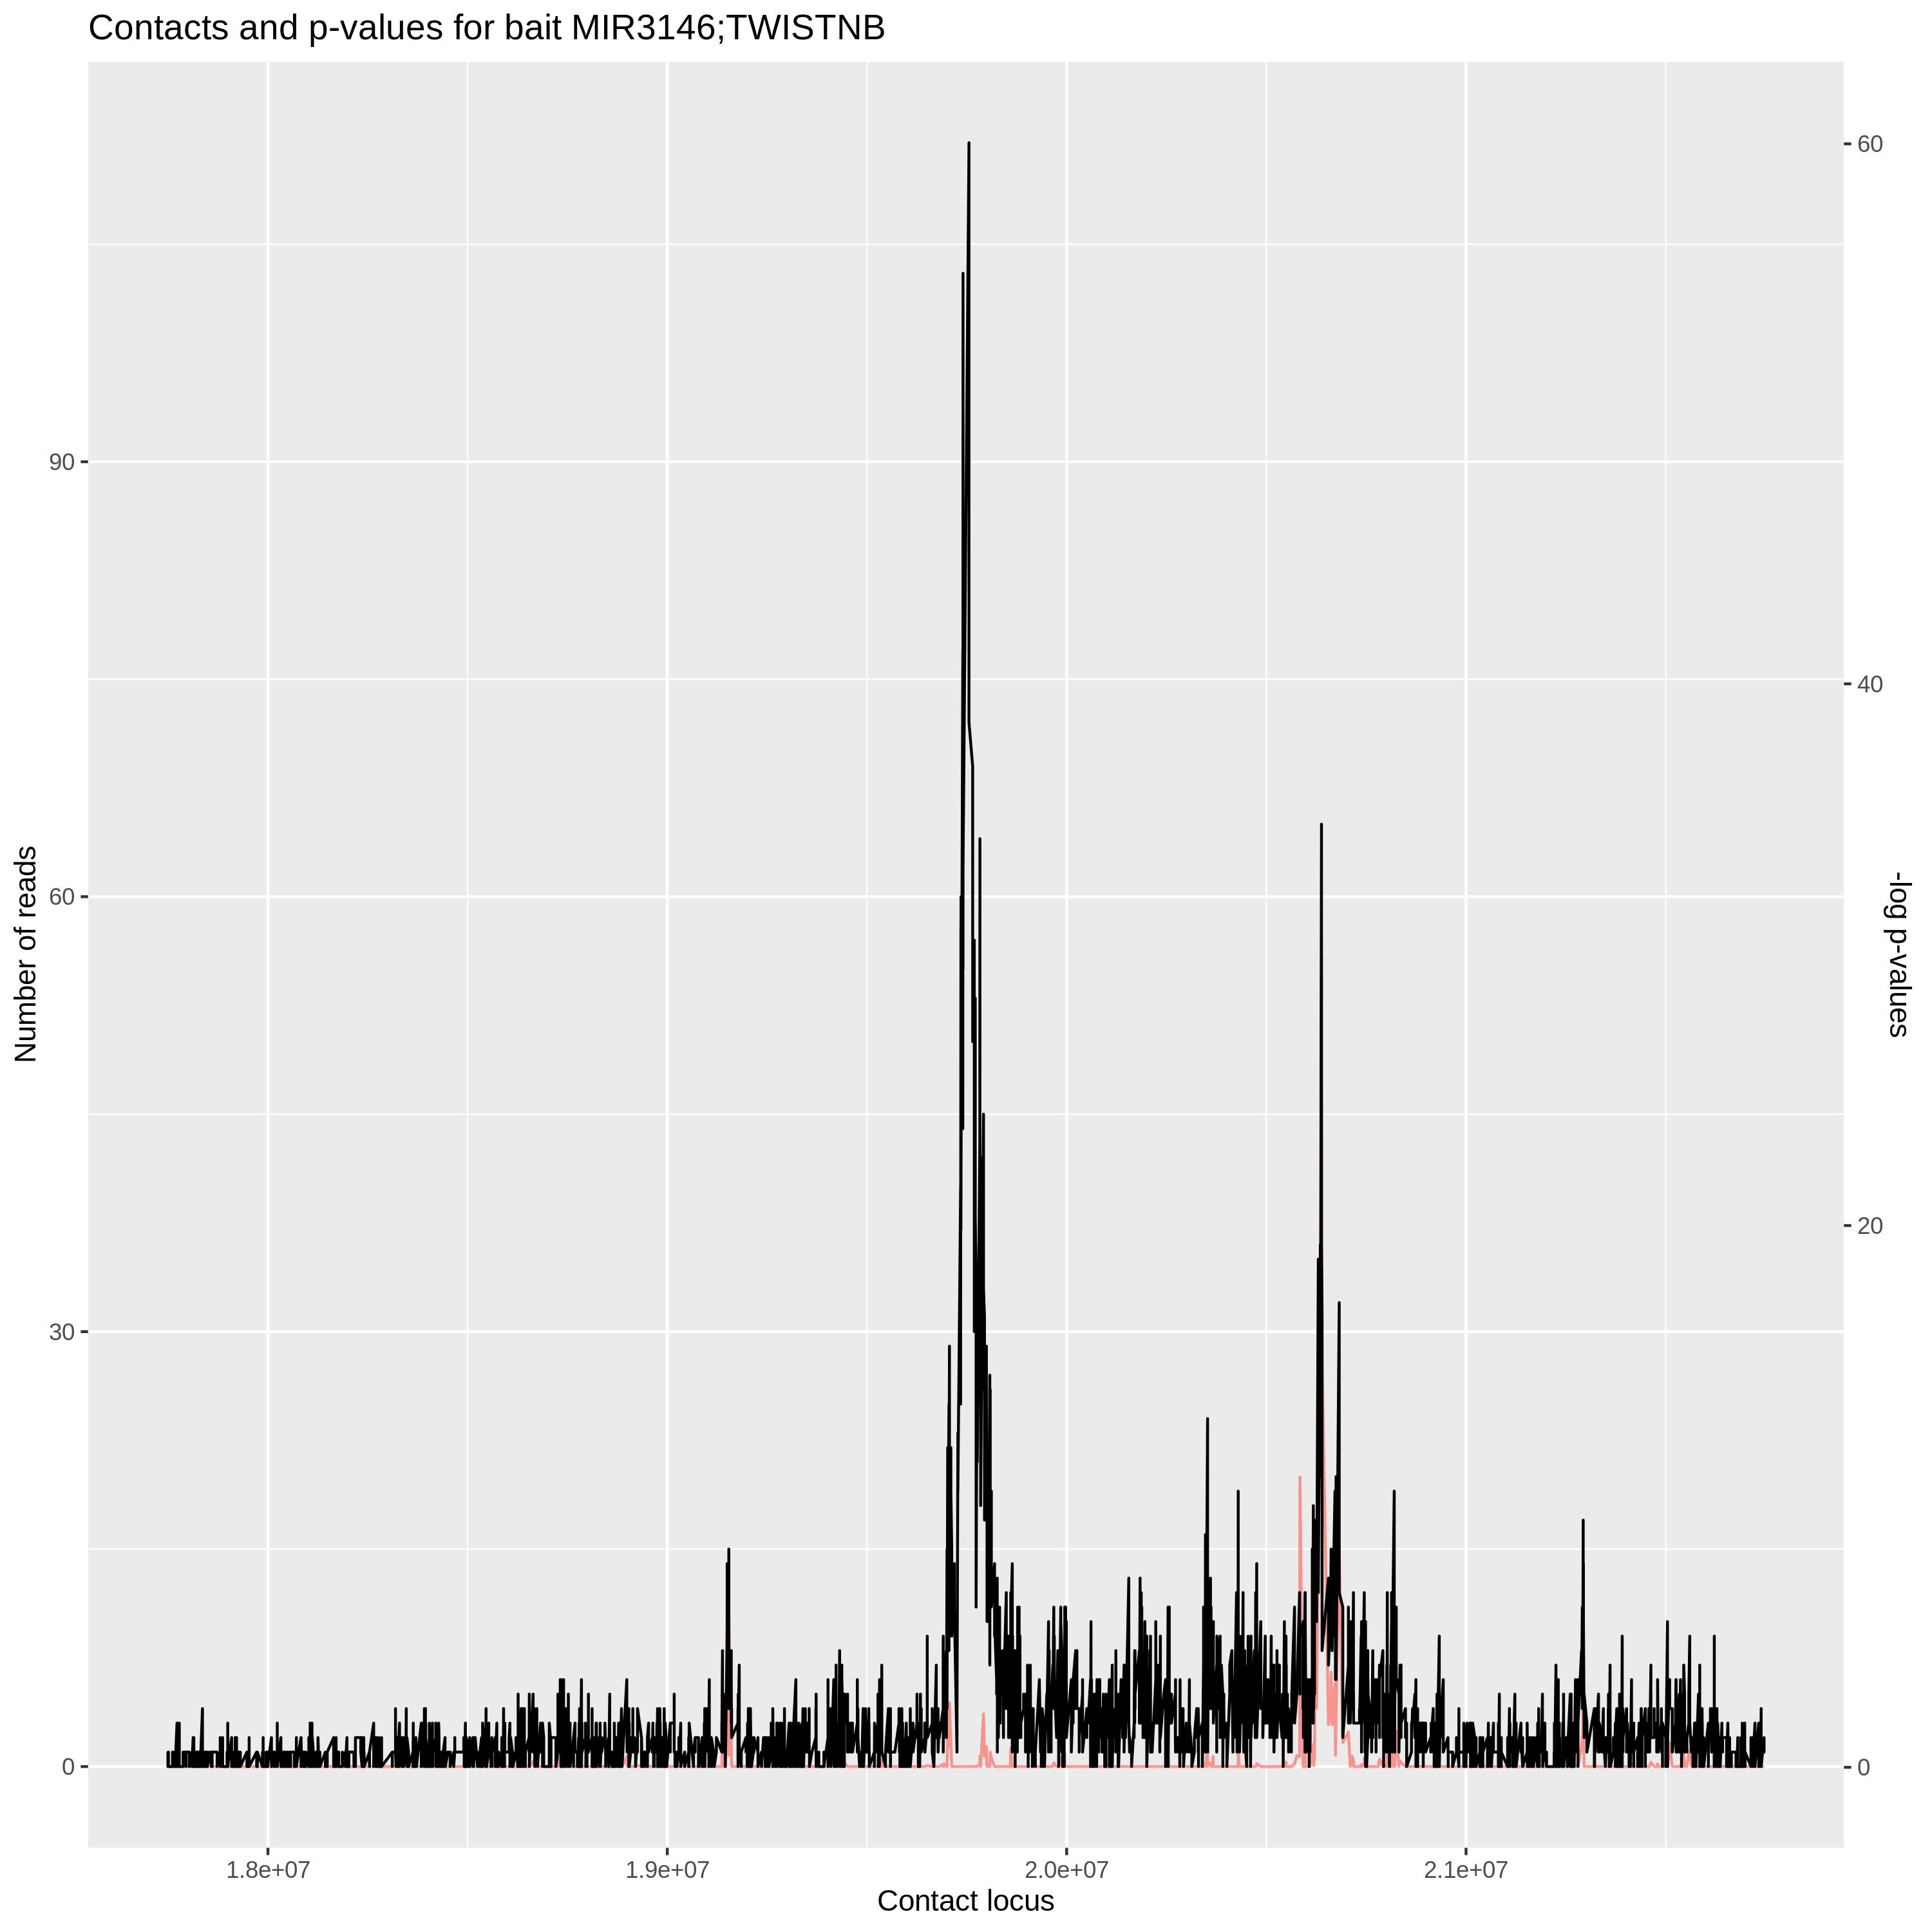 Contacts and p-values for bait MIR3146;TWISTNB
Number of reads
90
60
30
0
60
40
20
0
-log p-values
1.8e+07
1.9e+07
2.0e+07
2.1e+07
Contact locus